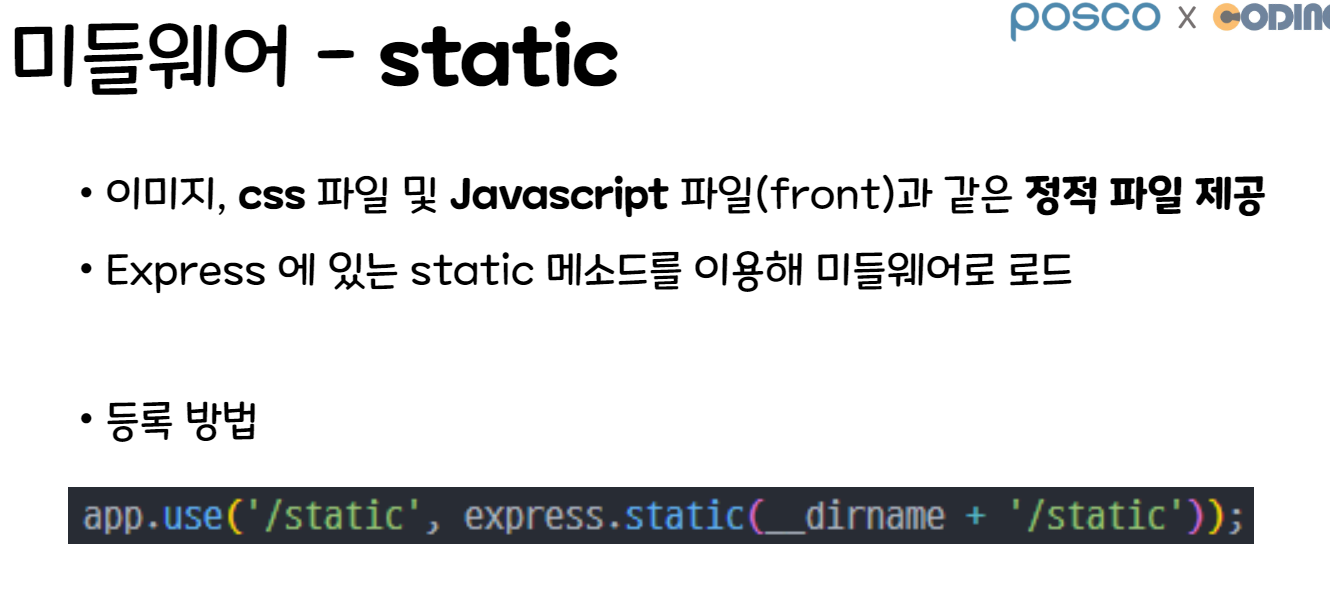 posco x CODING
미들웨어 - static
• 이미지, css 파일 및 Javascript 파일(front)과 같은 정적 파일 제공
• Express 에 있는 static 메소드를 이용해 미들웨어로 로드
• 등록 방법
app.use('/static', express.static(__dirname + '/static'));